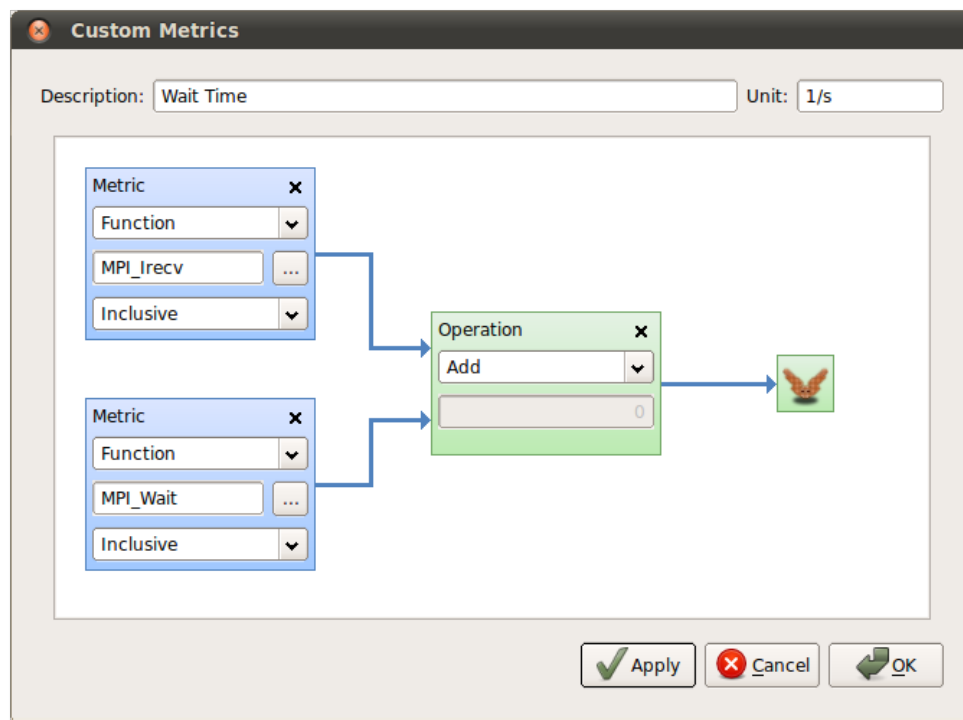 Custom Metrics
Description: Wait Time Unit: 1/s
Metric
Function
MPI_Irecv ...
Inclusive
Operation
Add
0
Metric
Function
MPI_Wait ...
Inclusive
Apply Cancel OK